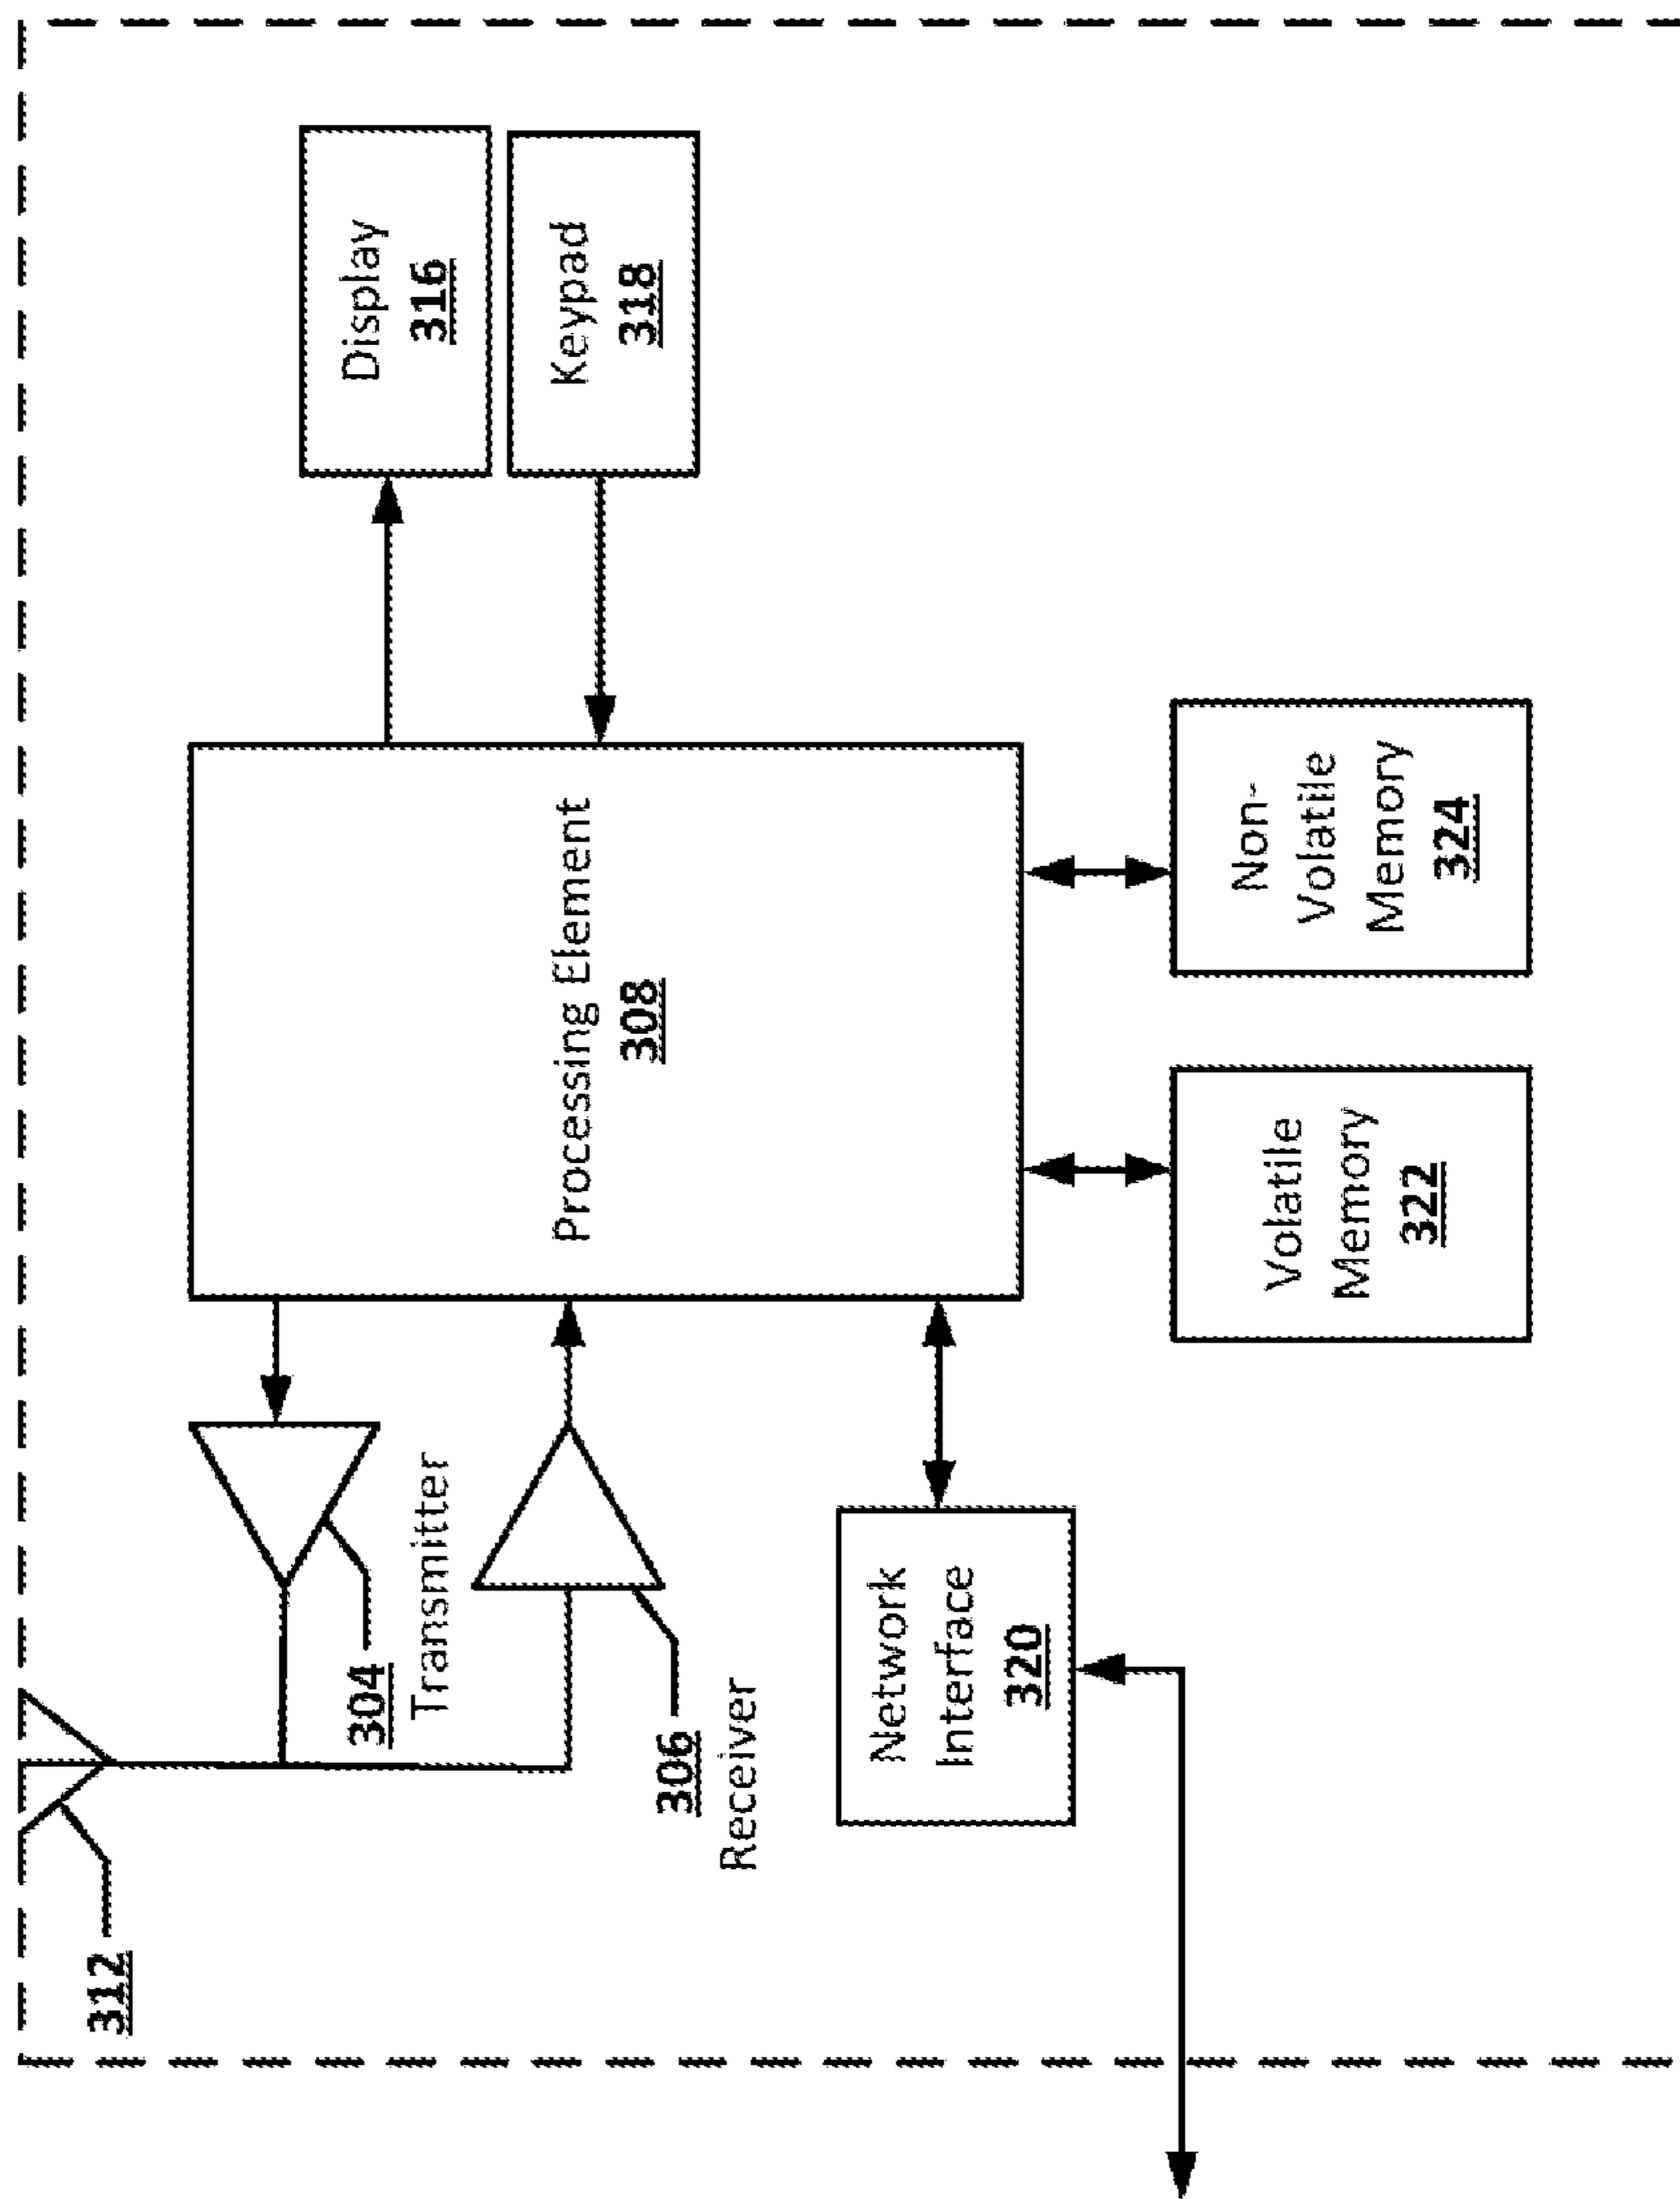 312
304
Transmitter
306
Receiver
Network
Interface
320
Processing Element
308
Display
316
Keypad
318
Volatile
Memory
322
Non-
Volatile
Memory
324